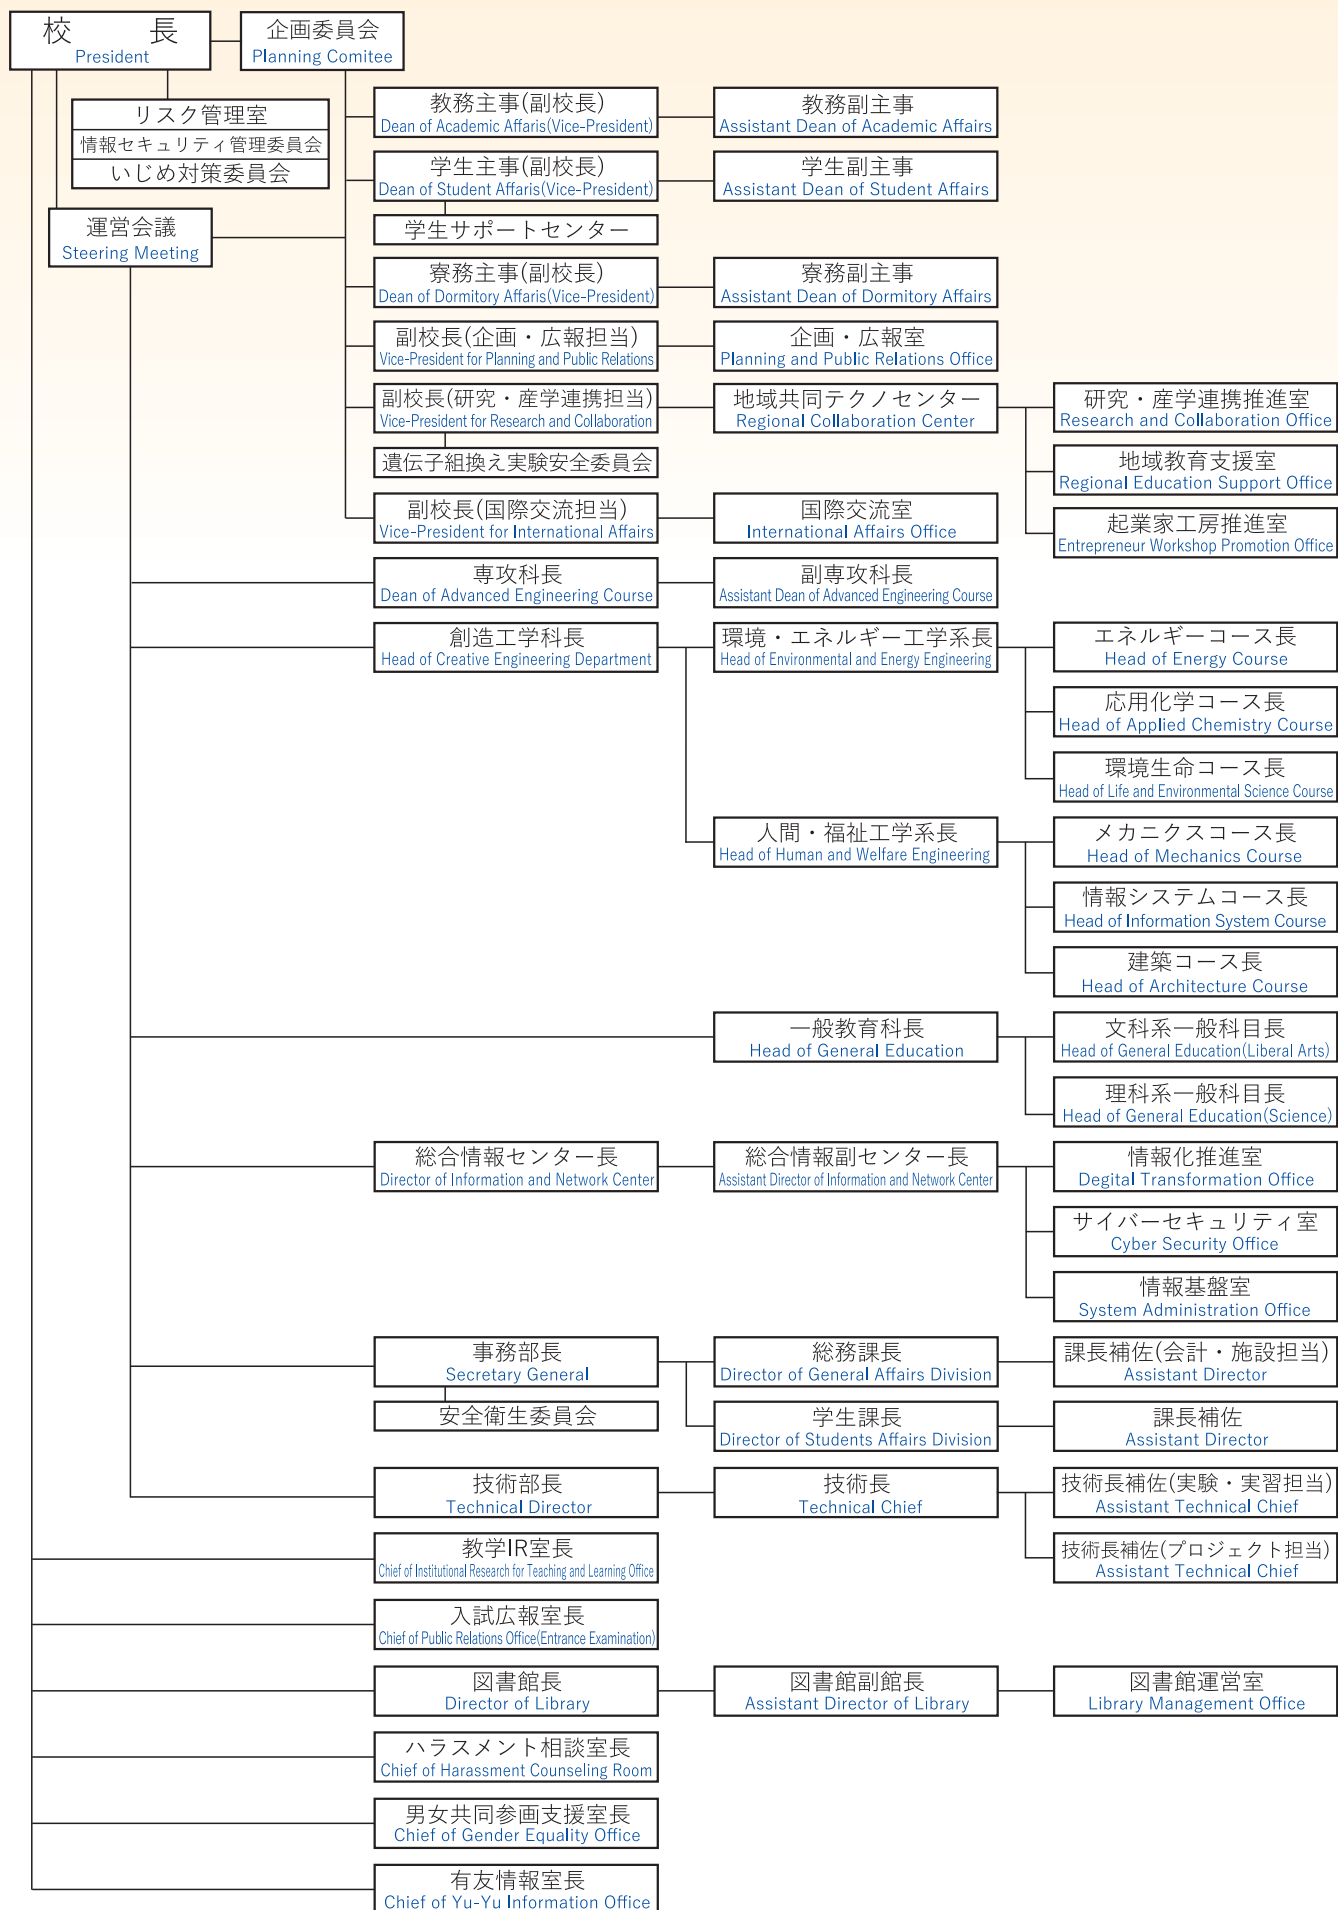 校　長
President
企画委員会
Planning Comitee
リスク管理室
情報セキュリティ管理委員会
いじめ対策委員会
運営会議
Steering Meeting
教務主事(副校長)
Dean of Academic Affaris(Vice-President)
教務副主事
Assistant Dean of Academic Affairs
学生主事(副校長)
Dean of Student Affaris(Vice-President)
学生副主事
Assistant Dean of Student Affairs
学生サポートセンター
寮務主事(副校長)
Dean of Dormitory Affaris(Vice-President)
寮務副主事
Assistant Dean of Dormitory Affairs
副校長(企画・広報担当)
Vice-President for Planning and Public Relations
企画・広報室
Planning and Public Relations Office
副校長(研究・産学連携担当)
Vice-President for Research and Collaboration
地域共同テクノセンター
Regional Collaboration Center
研究・産学連携推進室
Research and Collaboration Office
遺伝子組換え実験安全委員会
地域教育支援室
Regional Education Support Office
副校長(国際交流担当)
Vice-President for International Affairs
国際交流室
International Affairs Office
起業家工房推進室
Entrepreneur Workshop Promotion Office
専攻科長
Dean of Advanced Engineering Course
副専攻科長
Assistant Dean of Advanced Engineering Course
創造工学科長
Head of Creative Engineering Department
環境・エネルギー工学系長
Head of Environmental and Energy Engineering
エネルギーコース長
Head of Energy Course
応用化学コース長
Head of Applied Chemistry Course
環境生命コース長
Head of Life and Environmental Science Course
人間・福祉工学系長
Head of Human and Welfare Engineering
メカニクスコース長
Head of Mechanics Course
情報システムコース長
Head of Information System Course
建築コース長
Head of Architecture Course
一般教育科長
Head of General Education
文科系一般科目長
Head of General Education(Liberal Arts)
理科系一般科目長
Head of General Education(Science)
総合情報センター長
Director of Information and Network Center
総合情報副センター長
Assistant Director of Information and Network Center
情報化推進室
Degital Transformation Office
サイバーセキュリティ室
Cyber Security Office
情報基盤室
System Administration Office
事務部長
Secretary General
総務課長
Director of General Affairs Division
課長補佐(会計・施設担当)
Assistant Director
安全衛生委員会
学生課長
Director of Students Affairs Division
課長補佐
Assistant Director
技術部長
Technical Director
技術長
Technical Chief
技術長補佐(実験・実習担当)
Assistant Technical Chief
教学IR室長
Chief of Institutional Research for Teaching and Learning Office
技術長補佐(プロジェクト担当)
Assistant Technical Chief
入試広報室長
Chief of Public Relations Office(Entrance Examination)
図書館長
Director of Library
図書館副館長
Assistant Director of Library
図書館運営室
Library Management Office
ハラスメント相談室長
Chief of Harassment Counseling Room
男女共同参画支援室長
Chief of Gender Equality Office
有友情報室長
Chief of Yu-Yu Information Office